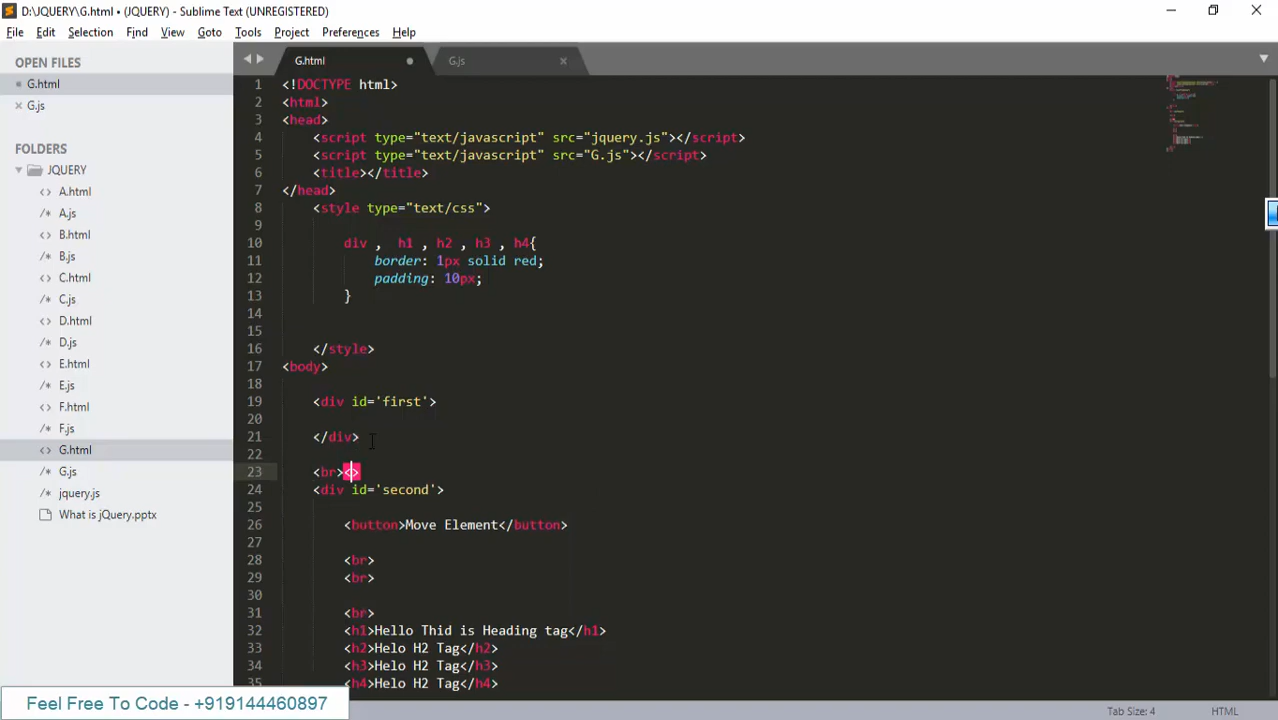 D:\JQUERY\G.html • (JQUERY) - Sublime Text (UNREGISTERED)
File Edit Selection Find View Goto Tools Project Preferences Help
OPEN FILES
G.html
G.js
FOLDERS
JQUERY
A.html
A.js
B.html
B.js
C.html
C.js
D.html
D.js
E.html
E.js
F.html
F.js
G.html
G.js
jquery.js
What is jQuery.pptx
G.html G.js
1 <!DOCTYPE html>
2 <html>
3 <head>
4 <script type="text/javascript" src="jquery.js"></script>
5 <script type="text/javascript" src="G.js"></script>
6 <title></title>
7 </head>
8 <style type="text/css">
9
10 div , h1 , h2 , h3 , h4{
11 border: 1px solid red;
12 padding: 10px;
13 }
14
15
16 </style>
17 <body>
18
19 <div id='first'>
20
21 </div>
22
23 <br><>
24 <div id='second'>
25
26 <button>Move Element</button>
27
28 <br>
29 <br>
30
31 <br>
32 <h1>Hello Thid is Heading tag</h1>
33 <h2>Helo H2 Tag</h2>
34 <h3>Helo H2 Tag</h3>
35 <h4>Helo H2 Tag</h4>
Feel Free To Code - +919144460897
Tab Size: 4 HTML